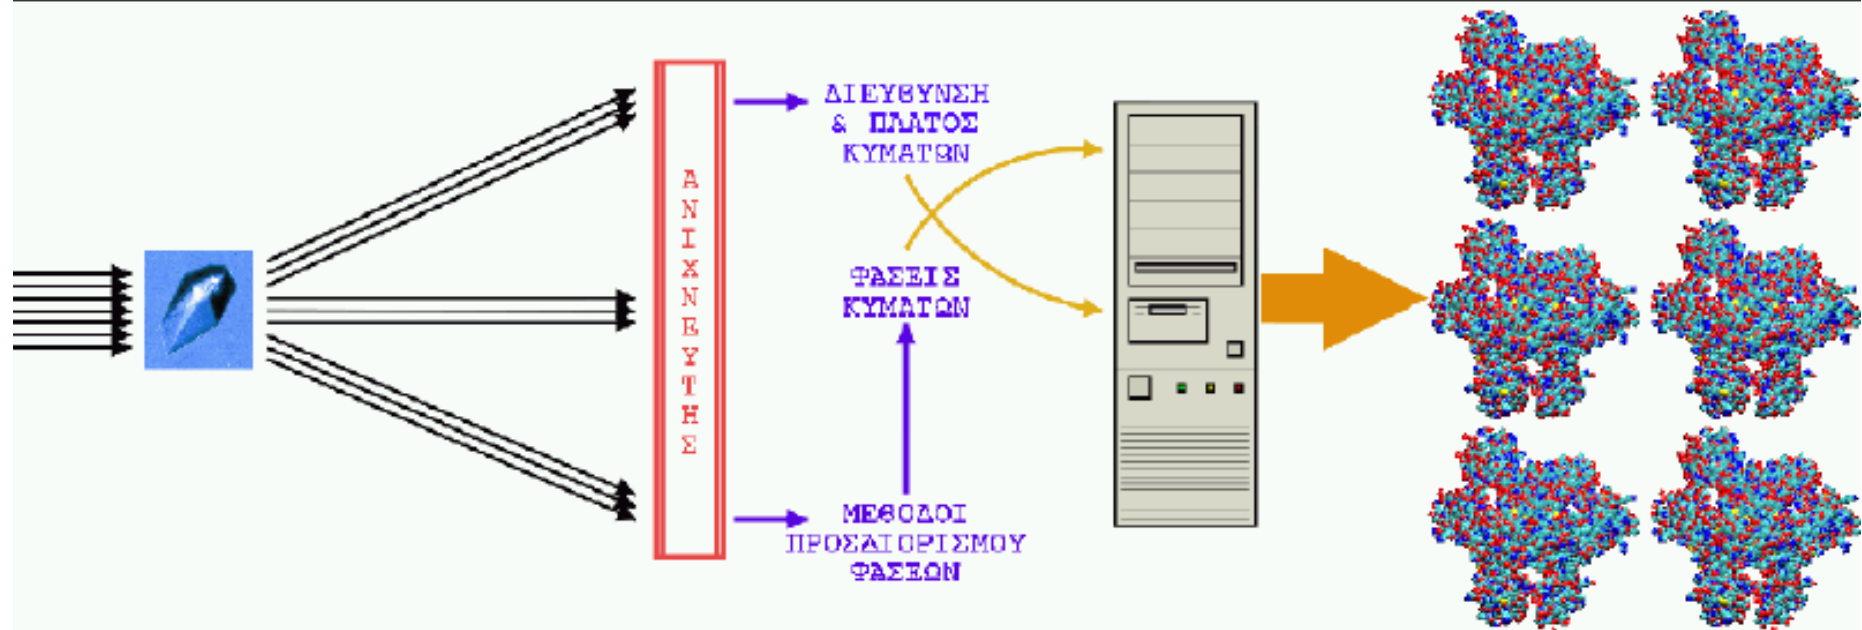 ΑΝΙΧΝΕΥΤΗΣ
ΔΙΕΥΘΥΝΣΗ
& ΠΛΑΤΟΣ
ΚΥΜΑΤΩΝ
ΦΑΣΕΙΣ
ΚΥΜΑΤΩΝ
ΜΕΘΟΔΟΙ
ΠΡΟΣΔΙΟΡΙΣΜΟΥ
ΦΑΣΕΩΝ